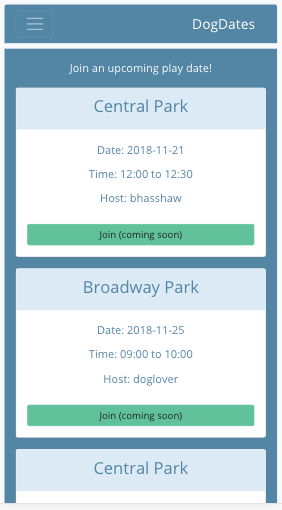 DogDates
Join an upcoming play date!
Central Park
Date: 2018-11-21
Time: 12:00 to 12:30
Host: bhasshaw
Join (coming soon)
Broadway Park
Date: 2018-11-25
Time: 09:00 to 10:00
Host: doglover
Join (coming soon)
Central Park